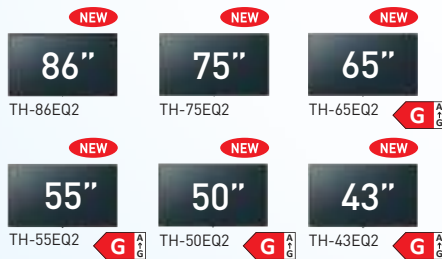 NEW NEW NEW
86” 75” 65”
TH-86EQ2 TH-75EQ2 TH-65EQ2 G A↑G
NEW NEW NEW
55” 50” 43”
TH-55EQ2 G A↑G TH-50EQ2 G A↑G TH-43EQ2 G A↑G